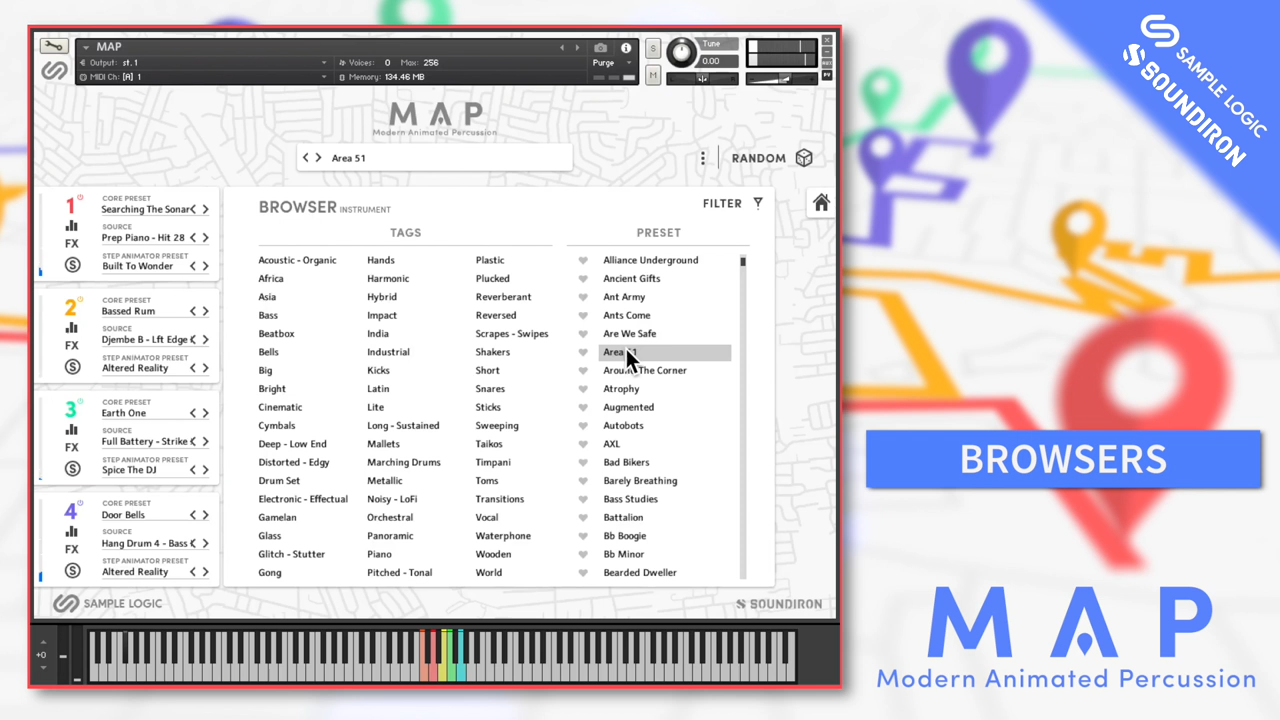 MAP
Output: st.1
Voices: 0 Max: 256
Purge
MIDI Ch: [A] 1
Memory: 134.46 MB
S
M
Tune
0.00
MAP
Modern Animated Percussion
Area 51
RANDOM
1
CORE PRESET
Searching The Sonar
SOURCE
FX
Prep Piano - Hit 28
STEP ANIMATOR PRESET
S
Built To Wonder
2
CORE PRESET
Bassed Rum
SOURCE
FX
Djembe B - Lft Edge
STEP ANIMATOR PRESET
S
Altered Reality
3
CORE PRESET
Earth One
SOURCE
FX
Full Battery - Strike
STEP ANIMATOR PRESET
S
Spice The DJ
4
CORE PRESET
Door Bells
SOURCE
FX
Hang Drum 4 - Bass
STEP ANIMATOR PRESET
S
Altered Reality
BROWSER INSTRUMENT
FILTER
TAGS
Acoustic - Organic
Africa
Asia
Bass
Beatbox
Bells
Big
Bright
Cinematic
Cymbals
Deep - Low End
Distorted - Edgy
Drum Set
Electronic - Effectual
Gamelan
Glass
Glitch - Stutter
Gong
Hands
Harmonic
Hybrid
Impact
India
Industrial
Kicks
Latin
Lite
Long - Sustained
Mallets
Marching Drums
Metallic
Noisy - LoFi
Orchestral
Panoramic
Piano
Pitched - Tonal
Plastic
Plucked
Reverberant
Reversed
Scrapes - Swipes
Shakers
Short
Snares
Sticks
Sweeping
Taikos
Timpani
Toms
Transitions
Vocal
Waterphone
Wooden
World
PRESET
Alliance Underground
Ancient Gifts
Ant Army
Ants Come
Are We Safe
Area 51
Around The Corner
Atrophy
Augmented
Autobots
AXL
Bad Bikers
Barely Breathing
Bass Studies
Battalion
Bb Boogie
Bb Minor
Bearded Dweller
SAMPLE LOGIC
SOUNDIRON
+0
SAMPLE LOGIC
SOUNDIRON
BROWSERS
MAP
Modern Animated Percussion